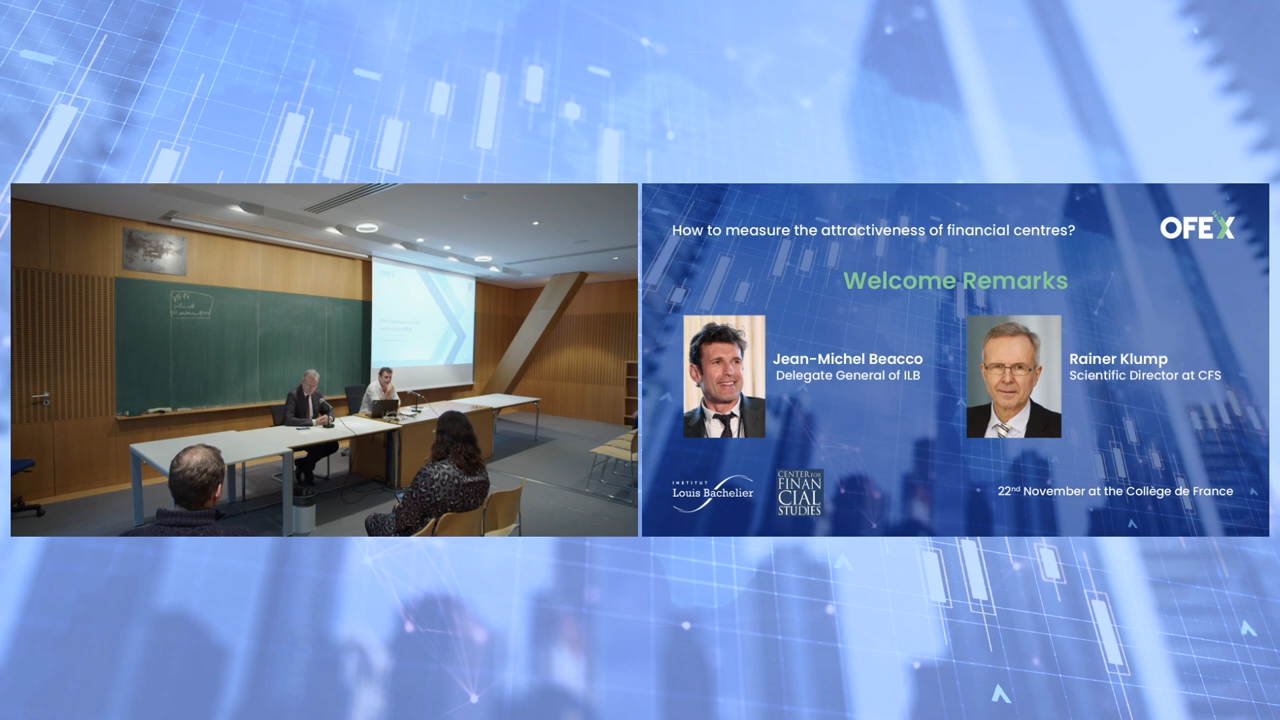 How to measure the attractiveness of financial centres?
OFEX
Welcome Remarks
Jean-Michel Beacco
Delegate General of ILB
Rainer Klump
Scientific Director at CFS
INSTITUT
Louis Bachelier
CENTER FOR
FINAN
CIAL
STUDIES
22nd November at the Collège de France